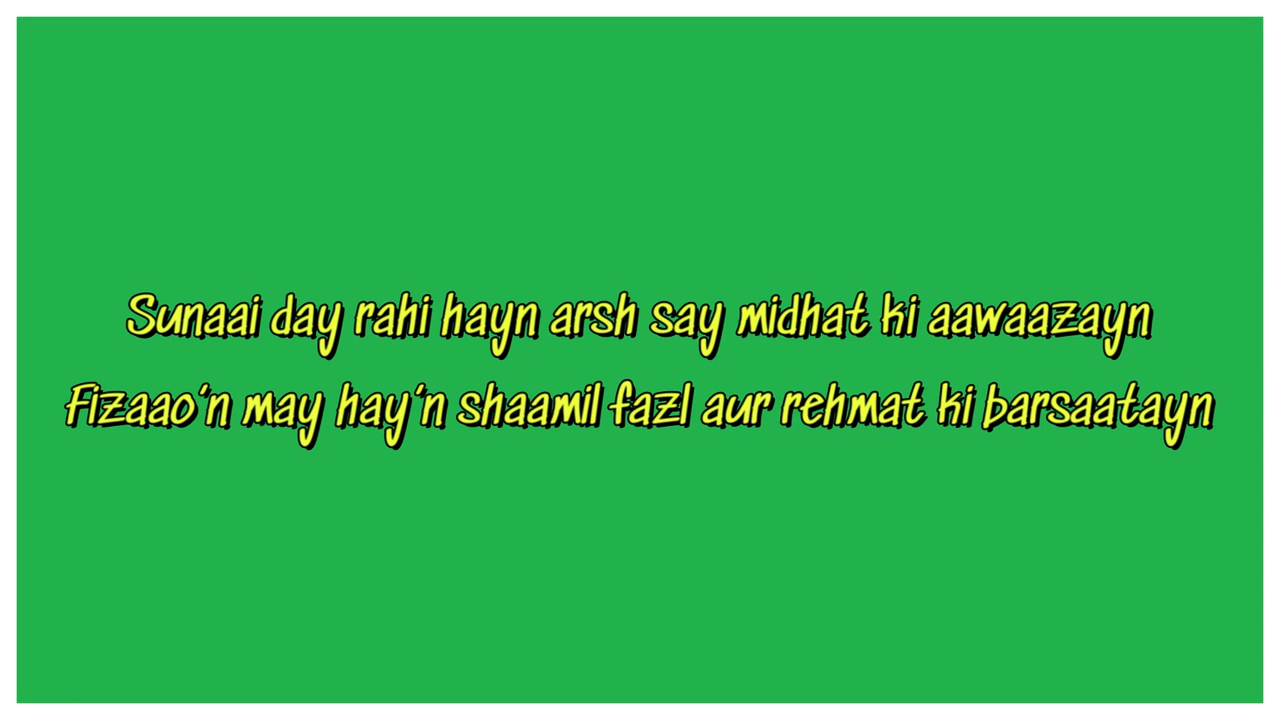 Sunaai day rahi hayn arsh say midhat ki aawaazayn
Fizaao'n may hay'n shaamil fazl aur rehmat ki barsaatayn